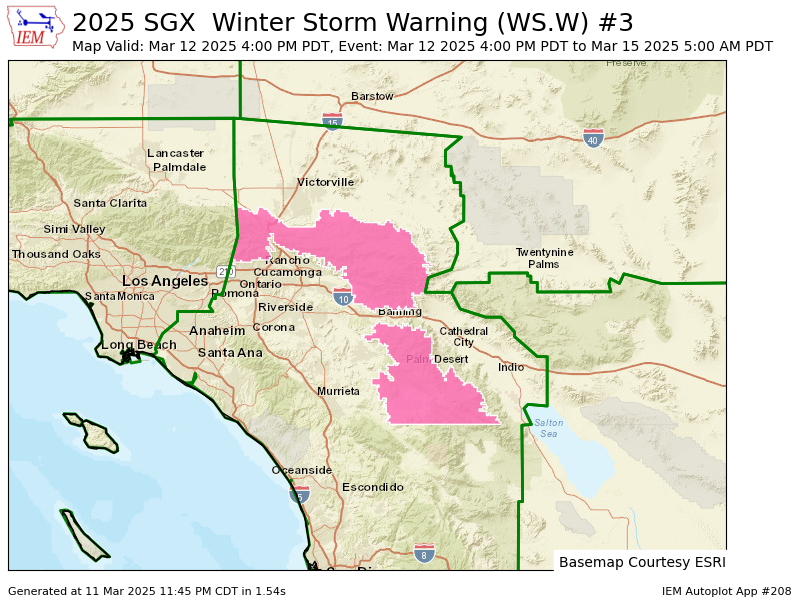 IEM
2025 SGX  Winter Storm Warning (WS.W) #3
Map Valid: Mar 12 2025 4:00 PM PDT, Event: Mar 12 2025 4:00 PM PDT to Mar 15 2025 5:00 AM PDT
Preserve
Barstow
15
40
Lancaster
Palmdale
Victorville
Santa Clarita
Simi Valley
Thousand Oaks
Twentynine
Palms
Rancho
Cucamonga
210
Los Angeles
Ontario
Pomona
Santa Monica
10
Riverside
Banning
Anaheim
Corona
Cathedral
City
Long Beach
Santa Ana
Palm Desert
Indio
Murrieta
Salton
Sea
Oceanside
Escondido
5
8
Basemap Courtesy ESRI
Generated at 11 Mar 2025 11:45 PM CDT in 1.54s
IEM Autoplot App #208